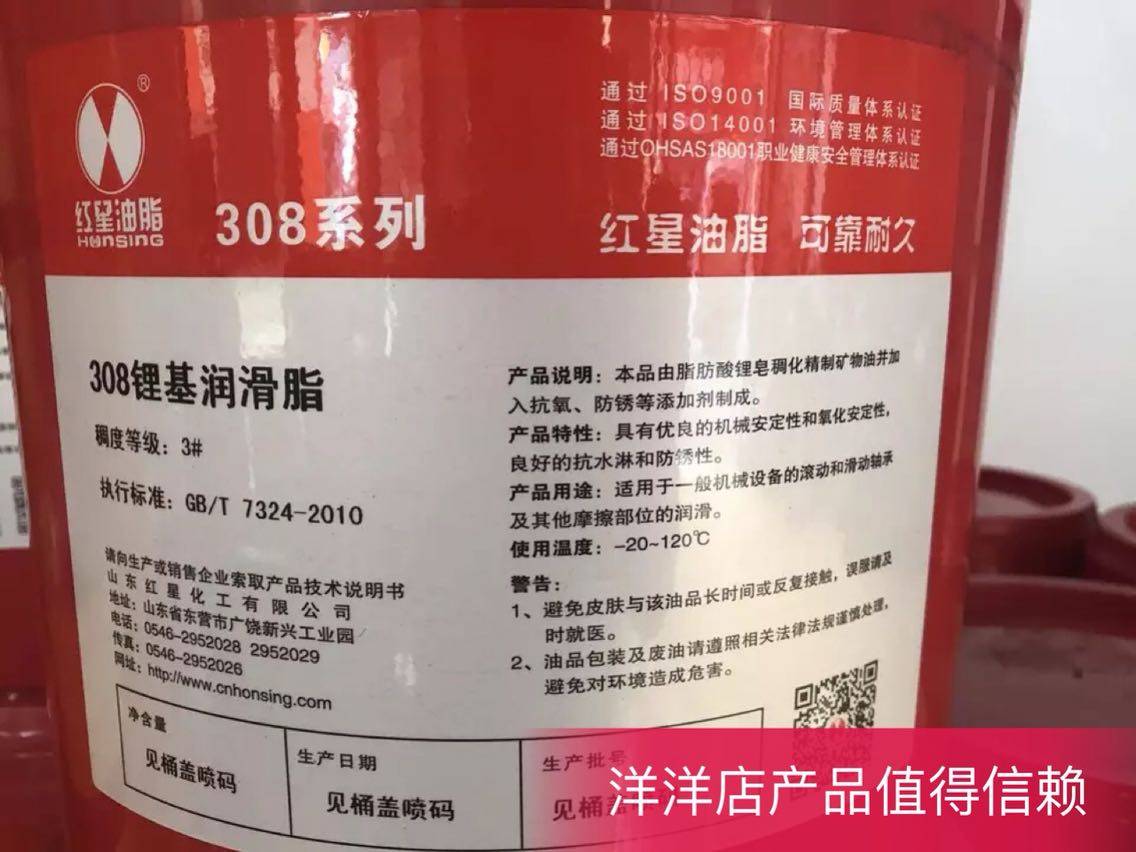 ®
红星油脂
HONSING
308系列
通过 ISO9001 国际质量体系认证
通过 ISO14001 环境管理体系认证
通过OHSAS18001职业健康安全管理体系认证
红星油脂 可靠耐久
308锂基润滑脂
稠度等级：3#
执行标准：GB/T 7324-2010
请向生产或销售企业索取产品技术说明书
山东红星化工有限公司
地址：山东省东营市广饶新兴工业园
电话：0546-2952028 2952029
传真：0546-2952026
网址：http://www.cnhonsing.com
产品说明：本品由脂肪酸锂皂稠化精制矿物油并加
入抗氧、防锈等添加剂制成。
产品特性：具有优良的机械安定性和氧化安定性，
良好的抗水淋和防锈性。
产品用途：适用于一般机械设备的滚动和滑动轴承
及其他摩擦部位的润滑。
使用温度：-20~120℃
警告：
1、避免皮肤与该油品长时间或反复接触，误服请及
时就医。
2、油品包装及废油请遵照相关法律法规谨慎处理，
避免对环境造成危害。
净含量
见桶盖喷码
生产日期
见桶盖喷码
生产批号
见桶盖
洋洋店产品值得信赖